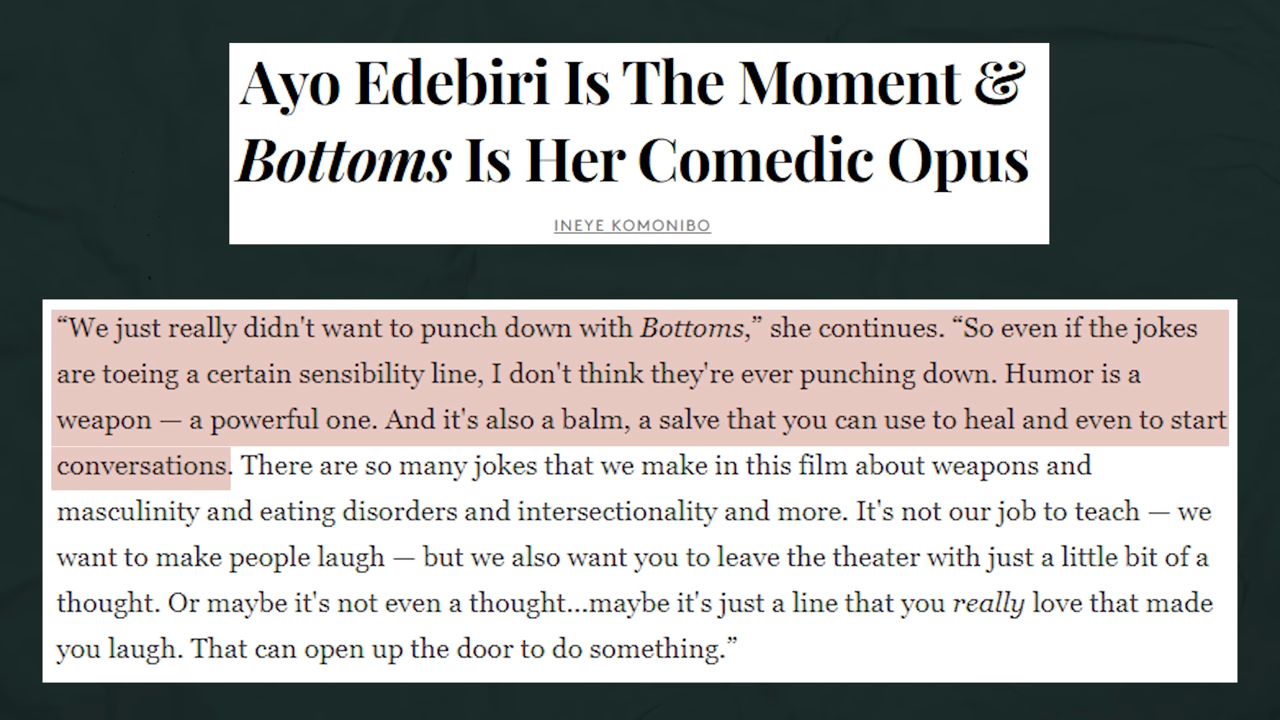 Ayo Edebiri Is The Moment &
Bottoms Is Her Comedic Opus
INEYE KOMONIBO
“We just really didn't want to punch down with Bottoms,” she continues. “So even if the jokes
are toeing a certain sensibility line, I don't think they're ever punching down. Humor is a
weapon — a powerful one. And it's also a balm, a salve that you can use to heal and even to start
conversations. There are so many jokes that we make in this film about weapons and
masculinity and eating disorders and intersectionality and more. It's not our job to teach — we
want to make people laugh — but we also want you to leave the theater with just a little bit of a
thought. Or maybe it's not even a thought...maybe it's just a line that you really love that made
you laugh. That can open up the door to do something.”